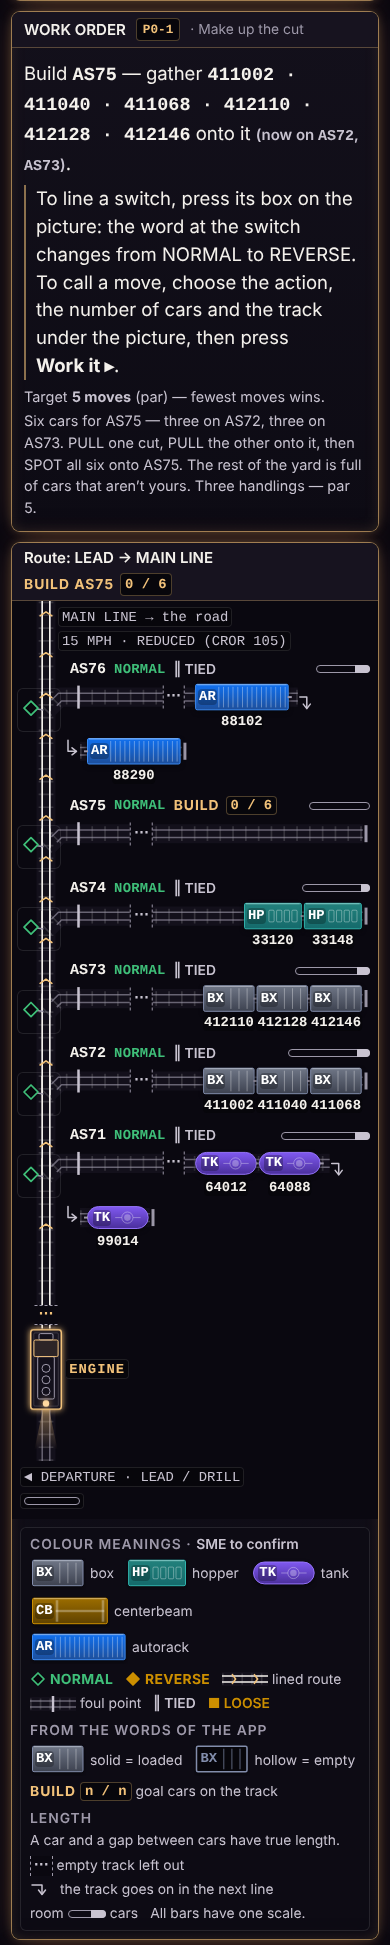 WORK ORDER P0-1 · Make up the cut
Build AS75 — gather 411002 ·
411040 · 411068 · 412110 ·
412128 · 412146 onto it (now on AS72,
AS73).
To line a switch, press its box on the
picture: the word at the switch
changes from NORMAL to REVERSE.
To call a move, choose the action,
the number of cars and the track
under the picture, then press
Work it ▸.
Target 5 moves (par) — fewest moves wins.
Six cars for AS75 — three on AS72, three on
AS73. PULL one cut, PULL the other onto it, then
SPOT all six onto AS75. The rest of the yard is full
of cars that aren't yours. Three handlings — par
5.
Route: LEAD → MAIN LINE
BUILD AS75 0 / 6
MAIN LINE → the road
15 MPH · REDUCED (CROR 105)
AS76 NORMAL ║ TIED
AR
88102
AR
88290
AS75 NORMAL BUILD 0 / 6
AS74 NORMAL ║ TIED
HP HP
33120 33148
AS73 NORMAL ║ TIED
BX BX BX
412110 412128 412146
AS72 NORMAL ║ TIED
BX BX BX
411002 411040 411068
AS71 NORMAL ║ TIED
TK TK
64012 64088
TK
99014
ENGINE
◄ DEPARTURE · LEAD / DRILL
COLOUR MEANINGS · SME to confirm
BX box HP hopper TK tank
CB centerbeam
AR autorack
NORMAL REVERSE lined route
foul point ║ TIED LOOSE
FROM THE WORDS OF THE APP
BX solid = loaded BX hollow = empty
BUILD n / n goal cars on the track
LENGTH
A car and a gap between cars have true length.
··· empty track left out
the track goes on in the next line
room cars All bars have one scale.